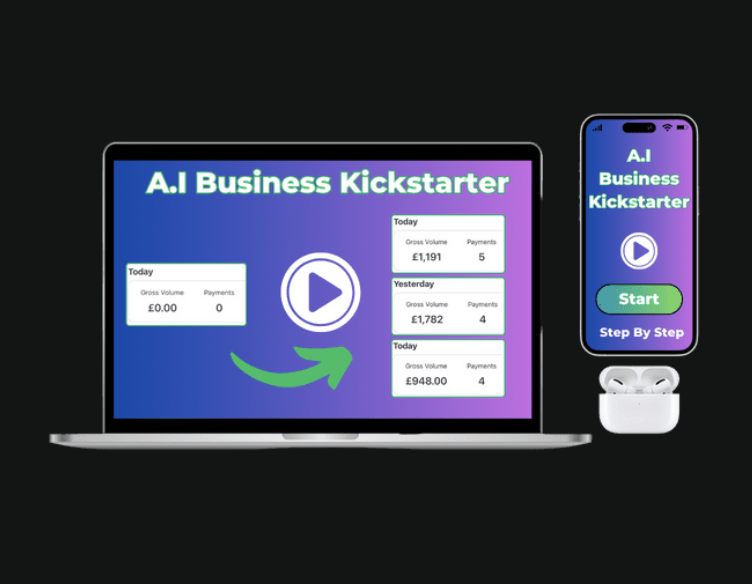 A.I Business Kickstarter
Today
Gross Volume Payments
£0.00 0
Today
Gross Volume Payments
£1,191 5
Yesterday
Gross Volume Payments
£1,782 4
Today
Gross Volume Payments
£948.00 4
A.I
Business
Kickstarter
Start
Step By Step